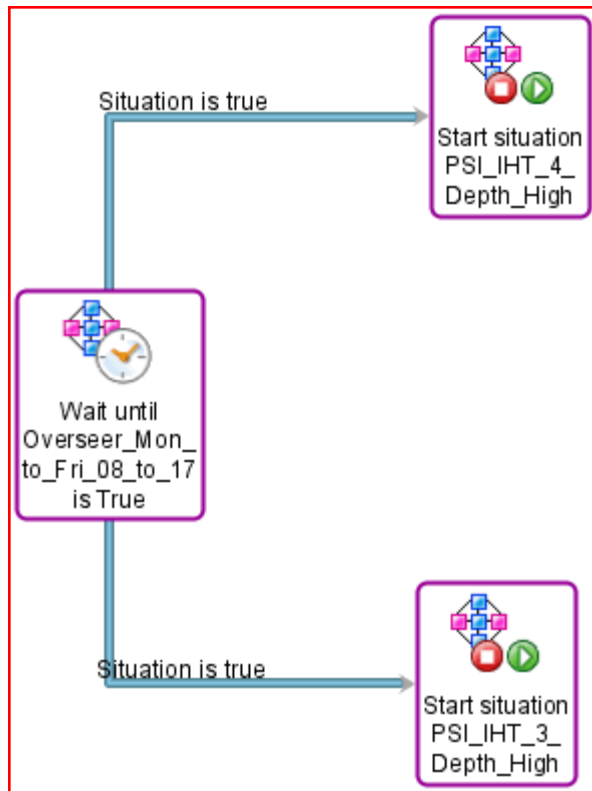 Situation is true
Start situation
PSI_IHT_4_
Depth_High
Wait until
Overseer_Mon_
to_Fri_08_to_17
is True
Situation is true
Start situation
PSI_IHT_3_
Depth_High